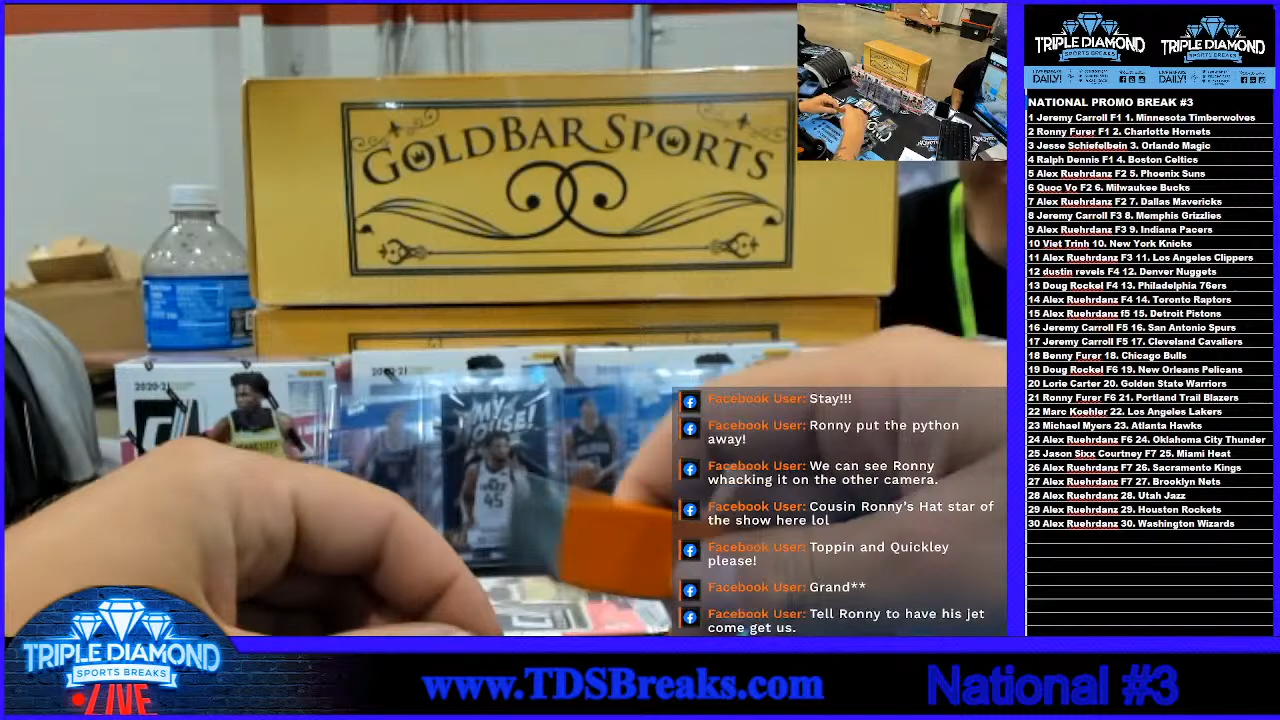 GOLDBAR SPORTS
2020-21
2020-21
MY
HOUSE!
45
TRIPLE DIAMOND
SPORTS BREAKS
TRIPLE DIAMOND
SPORTS BREAKS
LIVE BREAKS
DAILY!
LIVE BREAKS
DAILY!
NATIONAL PROMO BREAK #3
1 Jeremy Carroll F1 1. Minnesota Timberwolves
2 Ronny Furer F1 2. Charlotte Hornets
3 Jesse Schiefelbein 3. Orlando Magic
4 Ralph Dennis F1 4. Boston Celtics
5 Alex Ruehrdanz F2 5. Phoenix Suns
6 Quoc Vo F2 6. Milwaukee Bucks
7 Alex Ruehrdanz F2 7. Dallas Mavericks
8 Jeremy Carroll F3 8. Memphis Grizzlies
9 Alex Ruehrdanz F3 9. Indiana Pacers
10 Viet Trinh 10. New York Knicks
11 Alex Ruehrdanz F3 11. Los Angeles Clippers
12 dustin revels F4 12. Denver Nuggets
13 Doug Rockel F4 13. Philadelphia 76ers
14 Alex Ruehrdanz F4 14. Toronto Raptors
15 Alex Ruehrdanz f5 15. Detroit Pistons
16 Jeremy Carroll F5 16. San Antonio Spurs
17 Jeremy Carroll F5 17. Cleveland Cavaliers
18 Benny Furer 18. Chicago Bulls
19 Doug Rockel F6 19. New Orleans Pelicans
20 Lorie Carter 20. Golden State Warriors
21 Ronny Furer F6 21. Portland Trail Blazers
22 Marc Koehler 22. Los Angeles Lakers
23 Michael Myers 23. Atlanta Hawks
24 Alex Ruehrdanz F6 24. Oklahoma City Thunder
25 Jason Sixx Courtney F7 25. Miami Heat
26 Alex Ruehrdanz F7 26. Sacramento Kings
27 Alex Ruehrdanz F7 27. Brooklyn Nets
28 Alex Ruehrdanz 28. Utah Jazz
29 Alex Ruehrdanz 29. Houston Rockets
30 Alex Ruehrdanz 30. Washington Wizards
Facebook User: Stay!!!
Facebook User: Ronny put the python
away!
Facebook User: We can see Ronny
whacking it on the other camera.
Facebook User: Cousin Ronny's Hat star of
the show here lol
Facebook User: Toppin and Quickley
please!
Facebook User: Grand**
Facebook User: Tell Ronny to have his jet
come get us.
TRIPLE DIAMOND
SPORTS BREAKS
LIVE
www.TDSBreaks.com
National #3